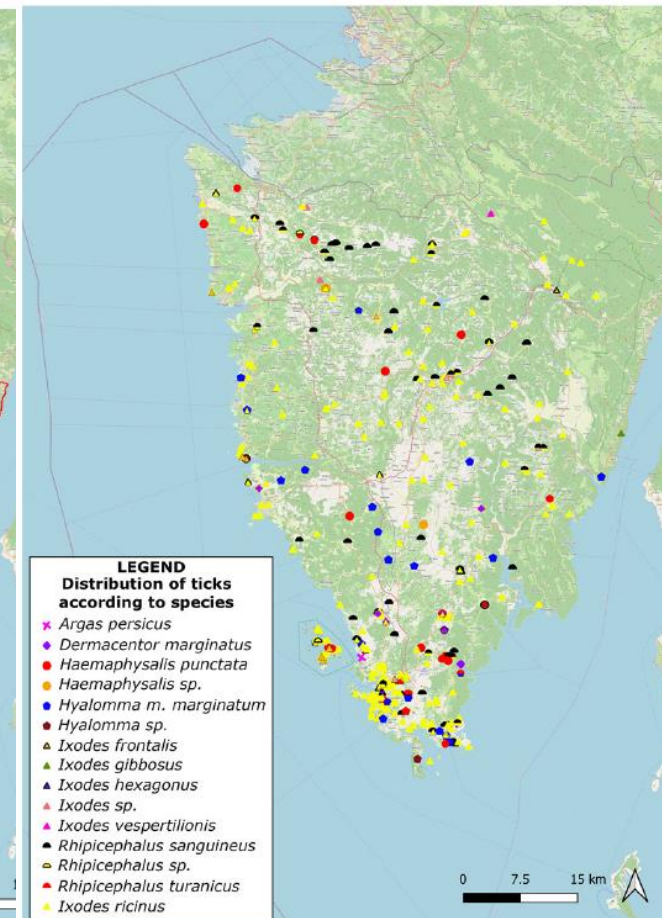 LEGEND
Distribution of ticks
according to species
Argas persicus
Dermacentor marginatus
Haemaphysalis punctata
Haemaphysalis sp.
Hyalomma m. marginatum
Hyalomma sp.
Ixodes frontalis
Ixodes gibbosus
Ixodes hexagonus
Ixodes sp.
Ixodes vespertilionis
Rhipicephalus sanguineus
Rhipicephalus sp.
Rhipicephalus turanicus
Ixodes ricinus
0 7.5 15 km